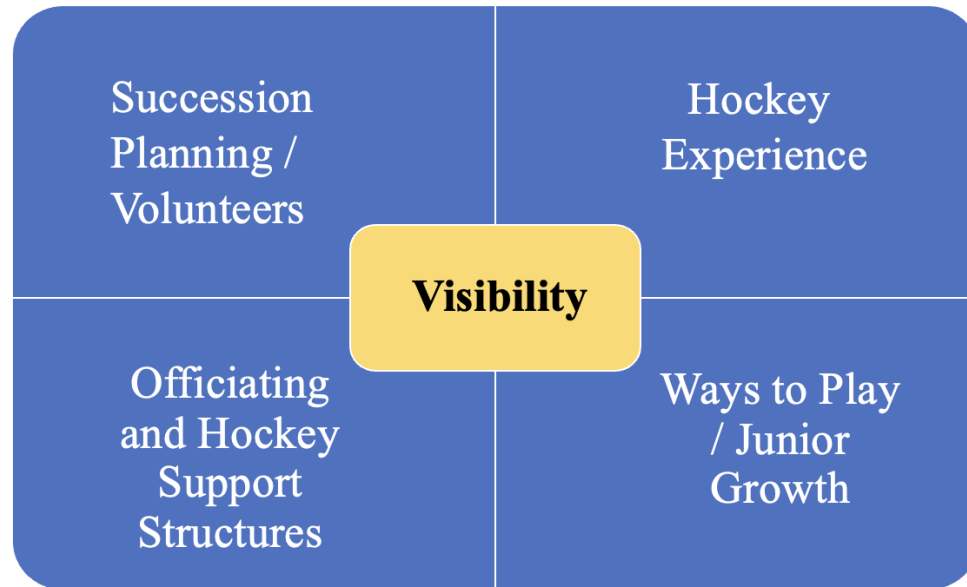 Succession
Planning /
Volunteers
Hockey
Experience
Visibility
Officiating
and Hockey
Support
Structures
Ways to Play
/ Junior
Growth